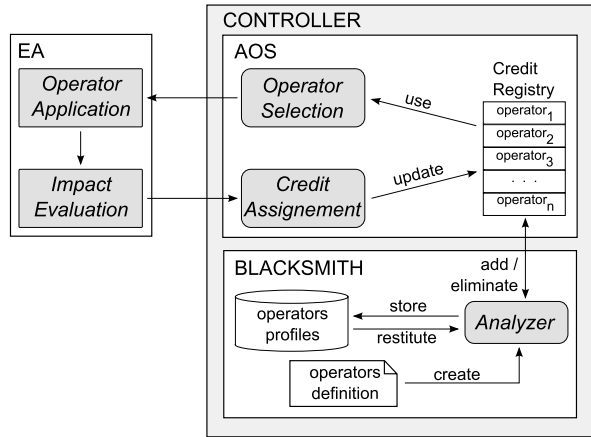 CONTROLLER
EA
Operator
Application
Impact
Evaluation
AOS
Operator
Selection
Credit
Assignement
use
update
Credit
Registry
operator1
operator2
operator3
. . .
operatorn
BLACKSMITH
add /
eliminate
operators
profiles
store
restitute
Analyzer
operators
definition
create